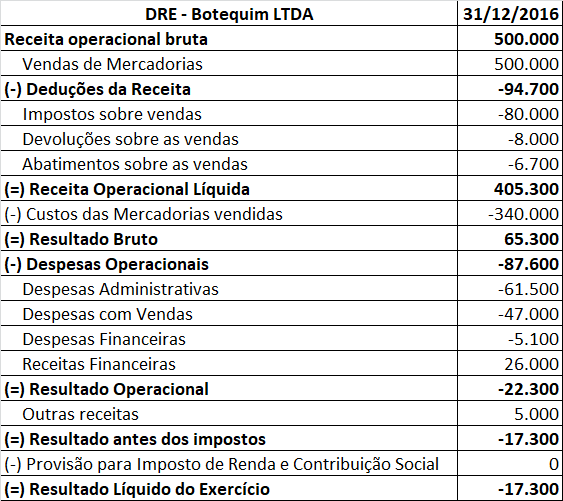 DRE - Botequim LTDA 31/12/2016
Receita operacional bruta 500.000
Vendas de Mercadorias 500.000
(-) Deduções da Receita -94.700
Impostos sobre vendas -80.000
Devoluções sobre as vendas -8.000
Abatimentos sobre as vendas -6.700
(=) Receita Operacional Líquida 405.300
(-) Custos das Mercadorias vendidas -340.000
(=) Resultado Bruto 65.300
(-) Despesas Operacionais -87.600
Despesas Administrativas -61.500
Despesas com Vendas -47.000
Despesas Financeiras -5.100
Receitas Financeiras 26.000
(=) Resultado Operacional -22.300
Outras receitas 5.000
(=) Resultado antes dos impostos -17.300
(-) Provisão para Imposto de Renda e Contribuição Social 0
(=) Resultado Líquido do Exercício -17.300